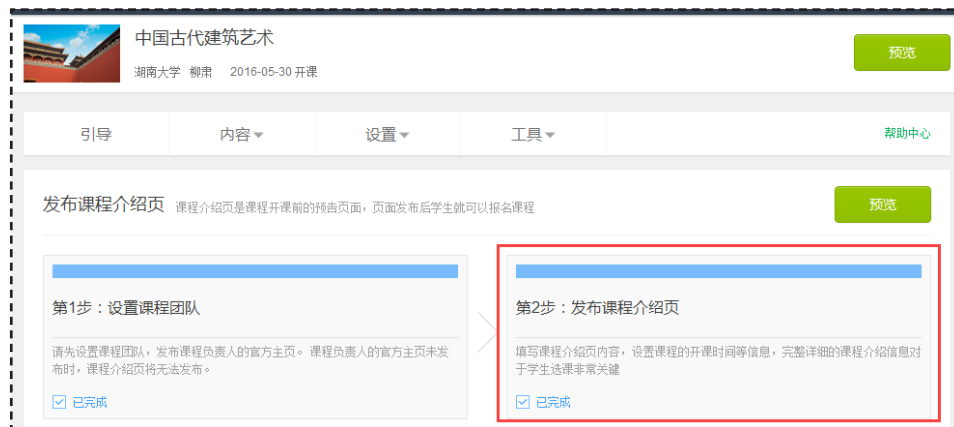 中国古代建筑艺术
预览
湖南大学 柳肃 2016-05-30 开课
引导 内容 设置 工具 帮助中心
发布课程介绍页 课程介绍页是课程开课前的预告页面，页面发布后学生就可以报名课程
预览
第1步：设置课程团队
请先设置课程团队，发布课程负责人的官方主页。课程负责人的官方主页未发
布时，课程介绍页将无法发布。
已完成
第2步：发布课程介绍页
填写课程介绍页内容，设置课程的开课时间等信息，完整详细的课程介绍信息对
于学生选课非常关键
已完成